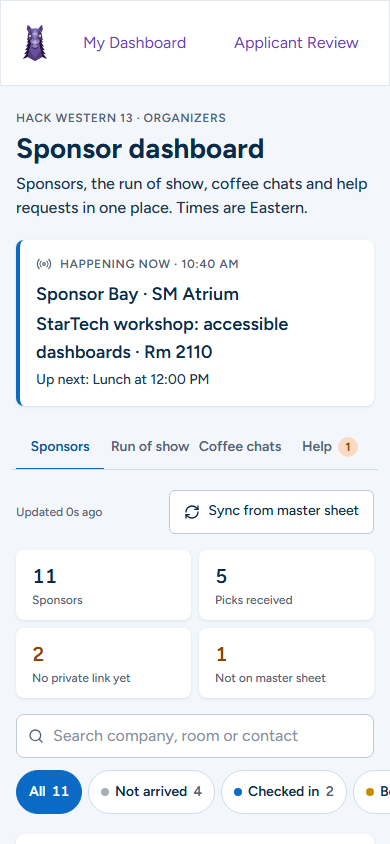 My Dashboard
Applicant Review
HACK WESTERN 13 · ORGANIZERS
Sponsor dashboard
Sponsors, the run of show, coffee chats and help
requests in one place. Times are Eastern.
HAPPENING NOW · 10:40 AM
Sponsor Bay · SM Atrium
StarTech workshop: accessible
dashboards · Rm 2110
Up next: Lunch at 12:00 PM
Sponsors
Run of show
Coffee chats
Help 1
Updated 0s ago
Sync from master sheet
11
Sponsors
5
Picks received
2
No private link yet
1
Not on master sheet
Search company, room or contact
All 11
Not arrived 4
Checked in 2